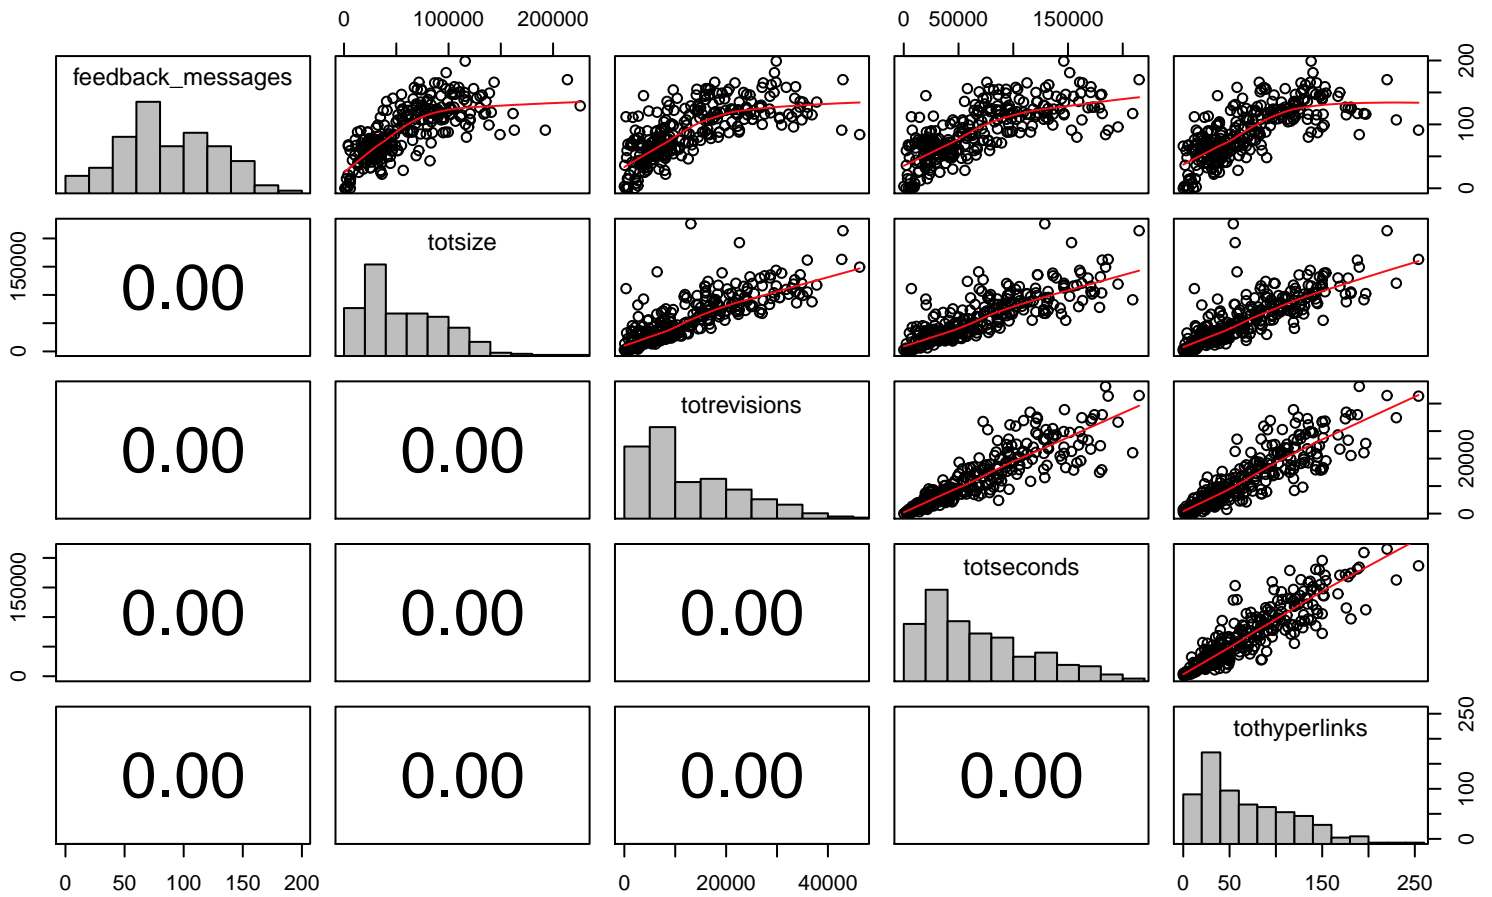 0 100000 200000 0 50000 150000
feedback_messages
0 100 200
0 150000
0.00
totsize
0.00 0.00
totrevisions
0 20000
0 150000
0.00 0.00 0.00
totseconds
0.00 0.00 0.00 0.00
tothyperlinks
0 100 250
0 50 100 150 200 0 20000 40000 0 50 150 250